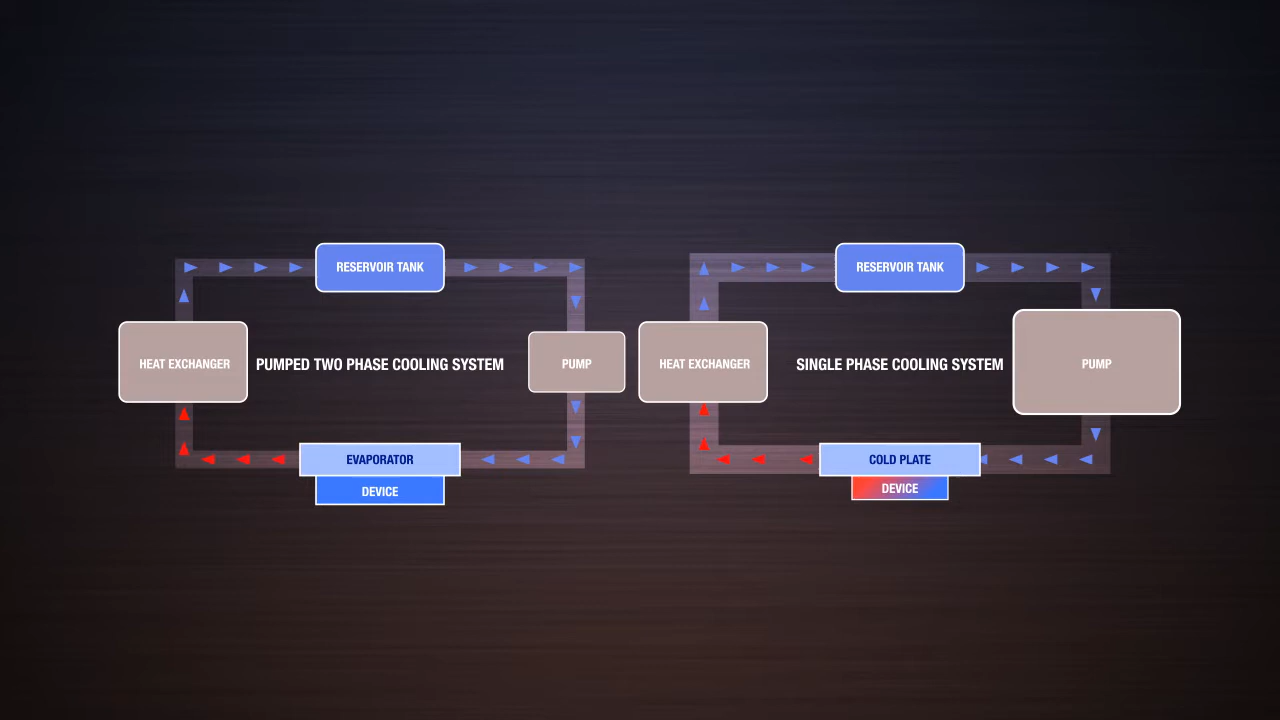 RESERVOIR TANK
HEAT EXCHANGER
PUMPED TWO PHASE COOLING SYSTEM
PUMP
EVAPORATOR
DEVICE
RESERVOIR TANK
HEAT EXCHANGER
SINGLE PHASE COOLING SYSTEM
PUMP
COLD PLATE
DEVICE